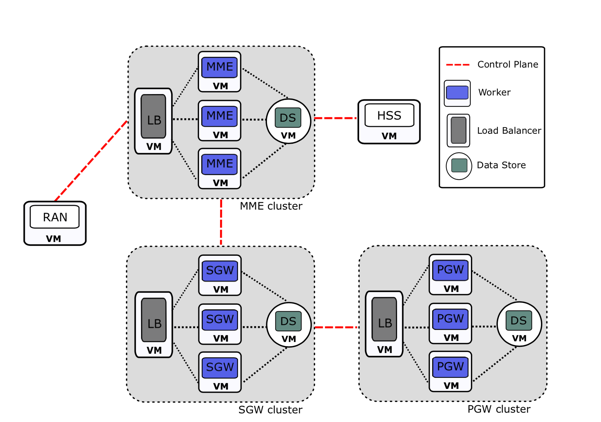 MME
VM
LB
VM
MME
VM
DS
VM
MME
VM
MME cluster
HSS
VM
Control Plane
Worker
Load Balancer
Data Store
RAN
VM
SGW
VM
LB
VM
SGW
VM
DS
VM
SGW
VM
SGW cluster
PGW
VM
LB
VM
PGW
VM
DS
VM
PGW
VM
PGW cluster